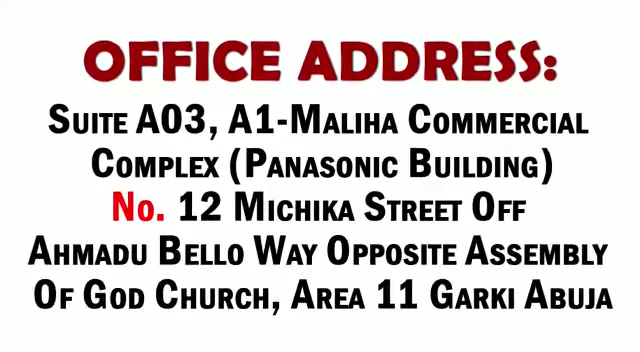 OFFICE ADDRESS:
SUITE A03, A1-MALIHA COMMERCIAL
COMPLEX (PANASONIC BUILDING)
NO. 12 MICHIKA STREET OFF
AHMADU BELLO WAY OPPOSITE ASSEMBLY
OF GOD CHURCH, AREA 11 GARKI ABUJA